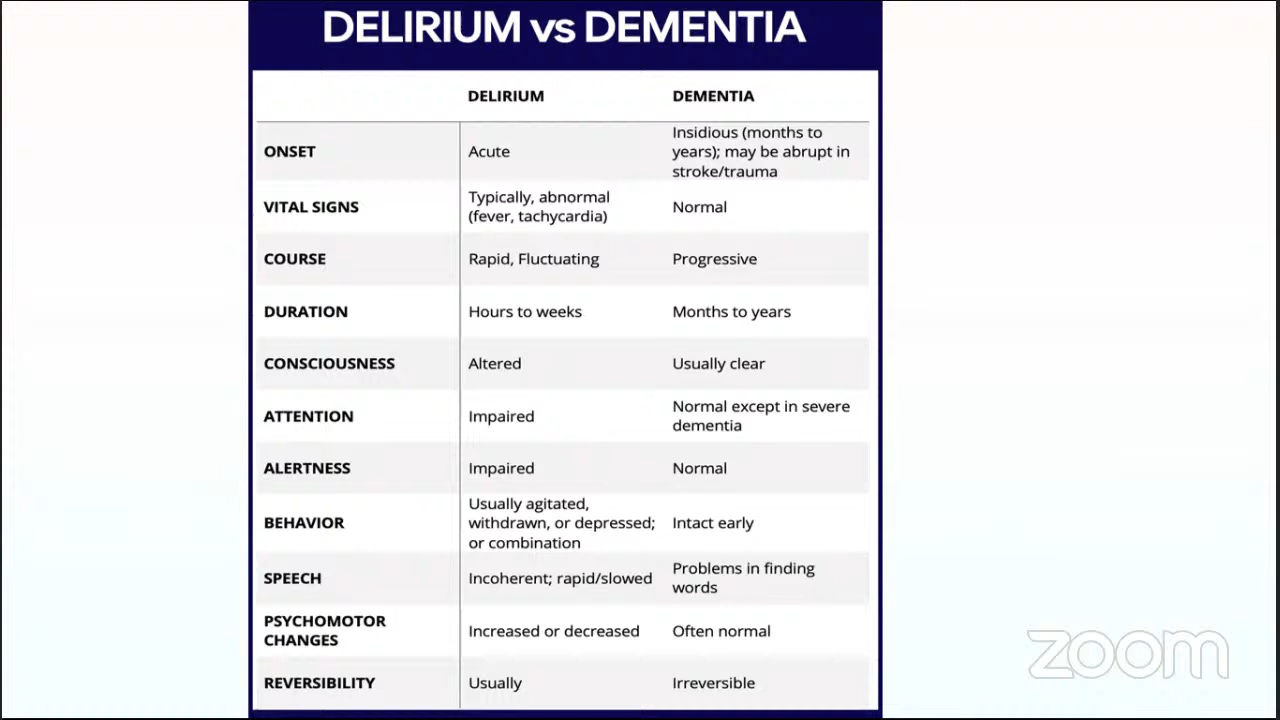 DELIRIUM vs DEMENTIA
DELIRIUM DEMENTIA
ONSET Acute Insidious (months to
years); may be abrupt in
stroke/trauma
VITAL SIGNS Typically, abnormal
(fever, tachycardia) Normal
COURSE Rapid, Fluctuating Progressive
DURATION Hours to weeks Months to years
CONSCIOUSNESS Altered Usually clear
ATTENTION Impaired Normal except in severe
dementia
ALERTNESS Impaired Normal
BEHAVIOR Usually agitated,
withdrawn, or depressed;
or combination Intact early
SPEECH Incoherent; rapid/slowed Problems in finding
words
PSYCHOMOTOR
CHANGES Increased or decreased Often normal
REVERSIBILITY Usually Irreversible
zoom